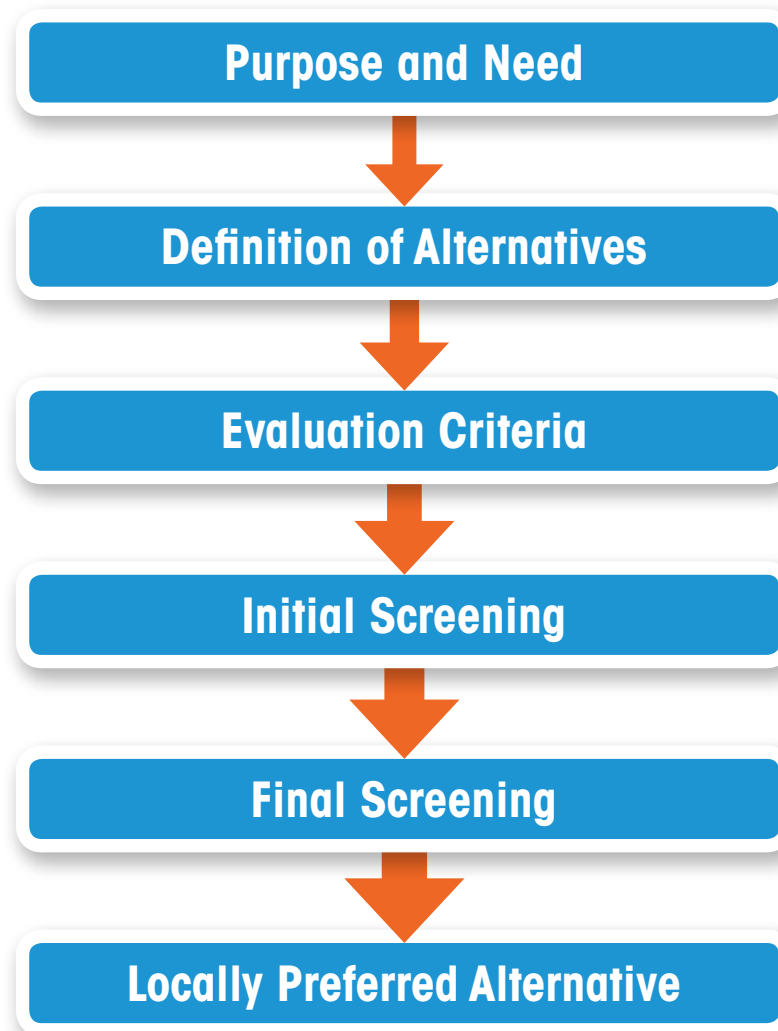 Purpose and Need
Definition of Alternatives
Evaluation Criteria
Initial Screening
Final Screening
Locally Preferred Alternative